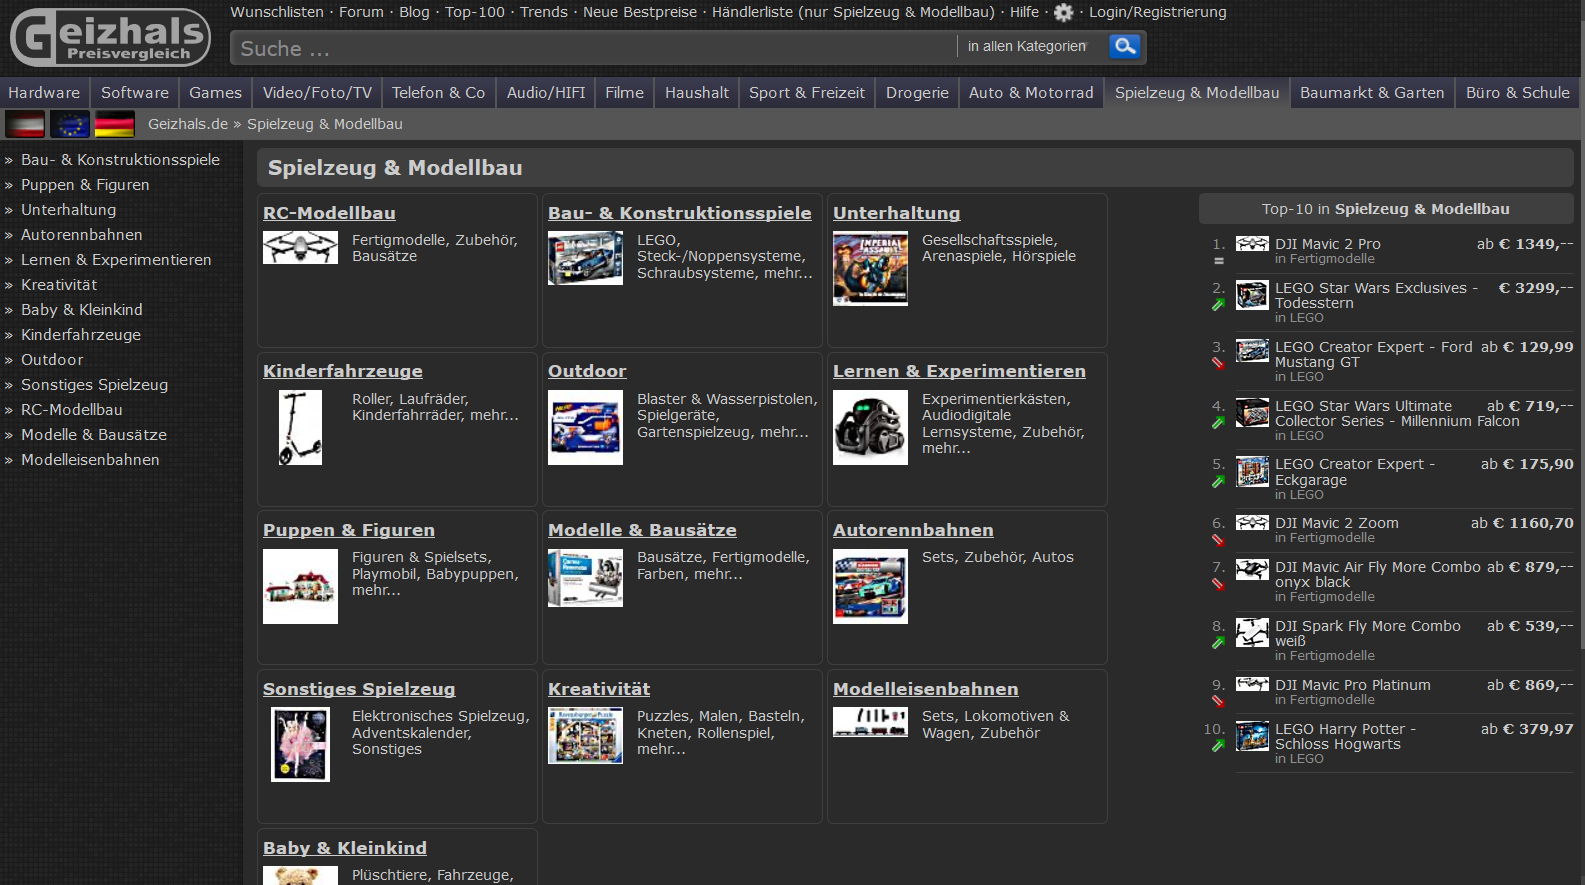 Geizhals
Preisvergleich
Wunschlisten · Forum · Blog · Top-100 · Trends · Neue Bestpreise · Händlerliste (nur Spielzeug & Modellbau) · Hilfe · · Login/Registrierung
Suche ...
in allen Kategorien
Hardware
Software
Games
Video/Foto/TV
Telefon & Co
Audio/HIFI
Filme
Haushalt
Sport & Freizeit
Drogerie
Auto & Motorrad
Spielzeug & Modellbau
Baumarkt & Garten
Büro & Schule
Geizhals.de » Spielzeug & Modellbau
» Bau- & Konstruktionsspiele
» Puppen & Figuren
» Unterhaltung
» Autorennbahnen
» Lernen & Experimentieren
» Kreativität
» Baby & Kleinkind
» Kinderfahrzeuge
» Outdoor
» Sonstiges Spielzeug
» RC-Modellbau
» Modelle & Bausätze
» Modelleisenbahnen
Spielzeug & Modellbau
RC-Modellbau
Fertigmodelle, Zubehör,
Bausätze
Bau- & Konstruktionsspiele
LEGO,
Steck-/Noppensysteme,
Schraubsysteme, mehr...
Unterhaltung
IMPERIAL
ASSAULT
Gesellschaftsspiele,
Arenaspiele, Hörspiele
Kinderfahrzeuge
Roller, Laufräder,
Kinderfahrräder, mehr...
Outdoor
NERF
Blaster & Wasserpistolen,
Spielgeräte,
Gartenspielzeug, mehr...
Lernen & Experimentieren
Experimentierkästen,
Audiodigitale
Lernsysteme, Zubehör,
mehr...
Puppen & Figuren
Figuren & Spielsets,
Playmobil, Babypuppen,
mehr...
Modelle & Bausätze
Bausätze, Fertigmodelle,
Farben, mehr...
Autorennbahnen
Sets, Zubehör, Autos
Sonstiges Spielzeug
Elektronisches Spielzeug,
Adventskalender,
Sonstiges
Kreativität
Puzzles, Malen, Basteln,
Kneten, Rollenspiel,
mehr...
Modelleisenbahnen
Sets, Lokomotiven &
Wagen, Zubehör
Baby & Kleinkind
Plüschtiere, Fahrzeuge,
Top-10 in Spielzeug & Modellbau
1. DJI Mavic 2 Pro ab € 1349,--
in Fertigmodelle
2. LEGO Star Wars Exclusives - € 3299,--
Todesstern
in LEGO
3. LEGO Creator Expert - Ford ab € 129,99
Mustang GT
in LEGO
4. LEGO Star Wars Ultimate ab € 719,--
Collector Series - Millennium Falcon
in LEGO
5. LEGO Creator Expert - ab € 175,90
Eckgarage
in LEGO
6. DJI Mavic 2 Zoom ab € 1160,70
in Fertigmodelle
7. DJI Mavic Air Fly More Combo ab € 879,--
onyx black
in Fertigmodelle
8. DJI Spark Fly More Combo ab € 539,--
weiß
in Fertigmodelle
9. DJI Mavic Pro Platinum ab € 869,--
in Fertigmodelle
10. LEGO Harry Potter - ab € 379,97
Schloss Hogwarts
in LEGO